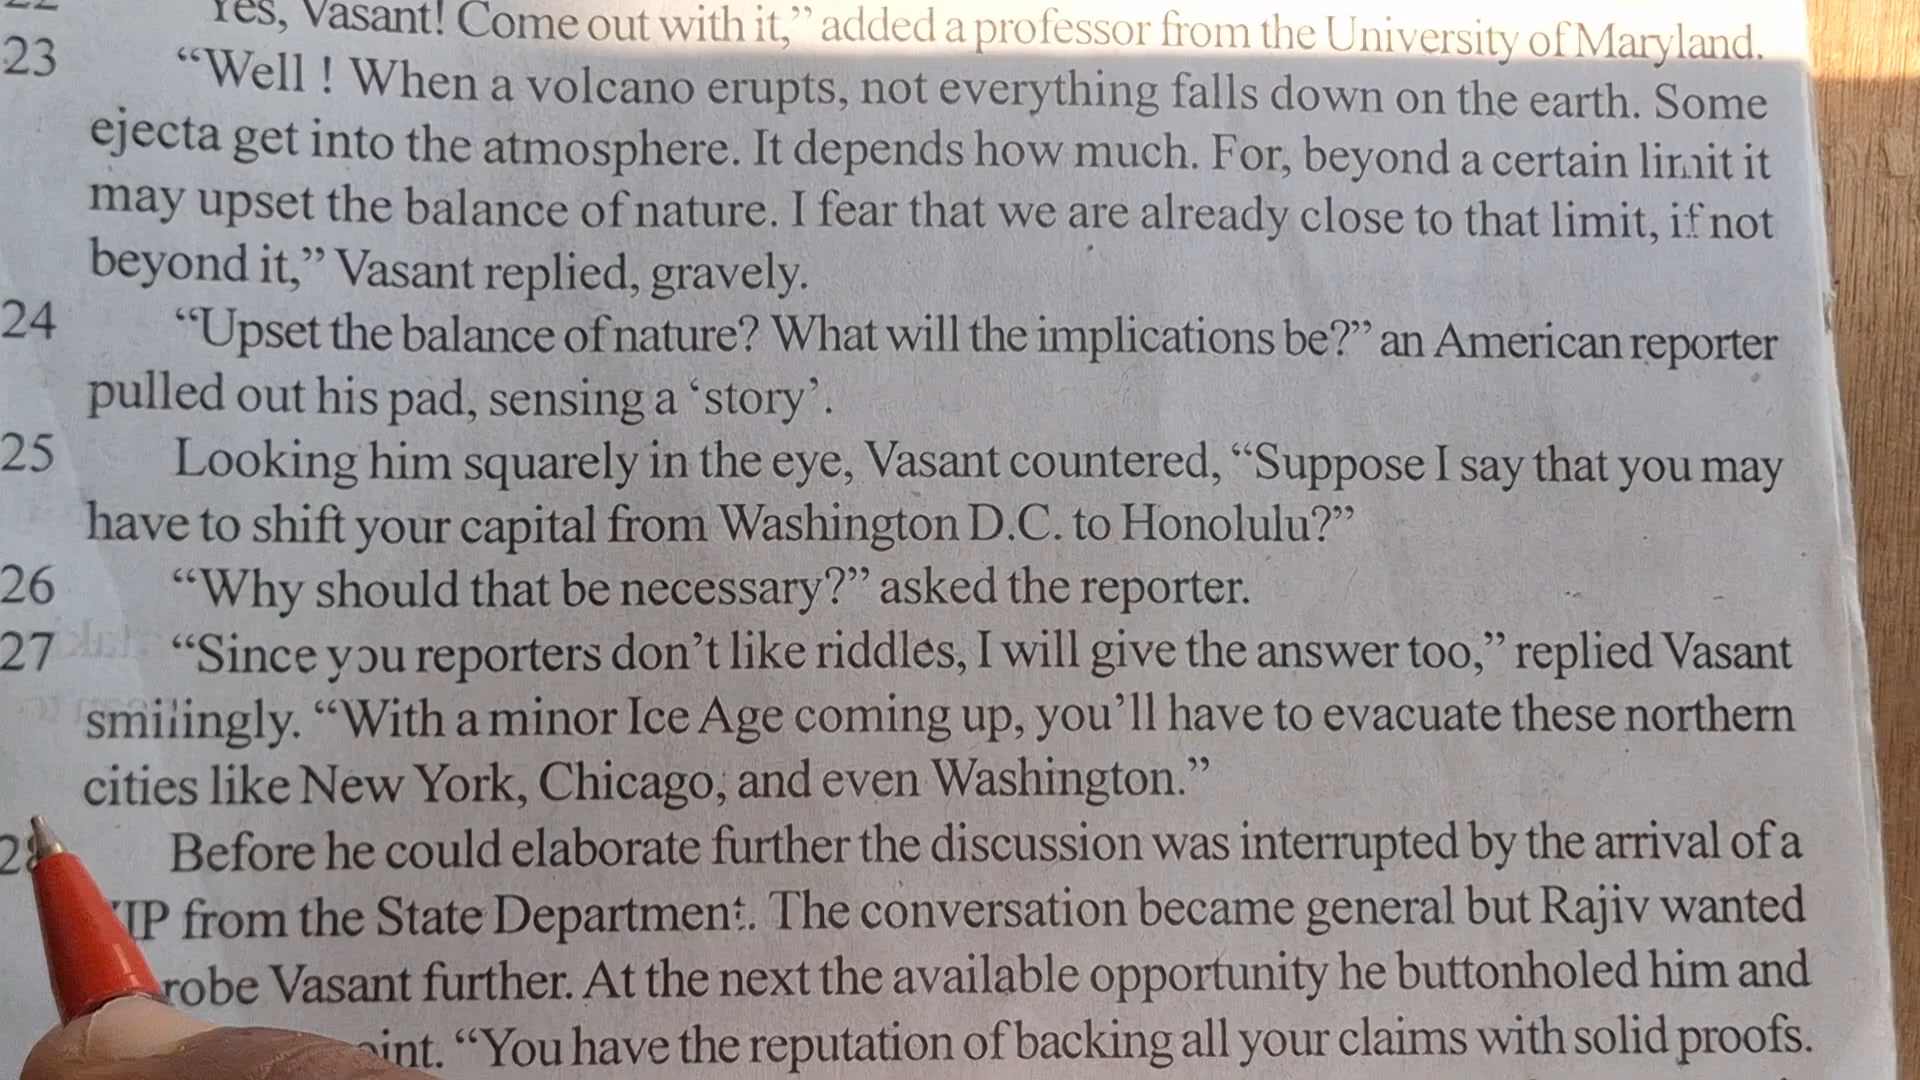 Yes, Vasant! Come out with it,” added a professor from the University of Maryland.
23 “Well ! When a volcano erupts, not everything falls down on the earth. Some
ejecta get into the atmosphere. It depends how much. For, beyond a certain limit it
may upset the balance of nature. I fear that we are already close to that limit, if not
beyond it,” Vasant replied, gravely.
24 “Upset the balance of nature? What will the implications be?” an American reporter
pulled out his pad, sensing a ‘story’.
25 Looking him squarely in the eye, Vasant countered, “Suppose I say that you may
have to shift your capital from Washington D.C. to Honolulu?”
26 “Why should that be necessary?” asked the reporter.
27 “Since you reporters don’t like riddles, I will give the answer too,” replied Vasant
smilingly. “With a minor Ice Age coming up, you’ll have to evacuate these northern
cities like New York, Chicago, and even Washington.”
Before he could elaborate further the discussion was interrupted by the arrival of a
from the State Department. The conversation became general but Rajiv wanted
Vasant further. At the next the available opportunity he buttonholed him and
“You have the reputation of backing all your claims with solid proofs.